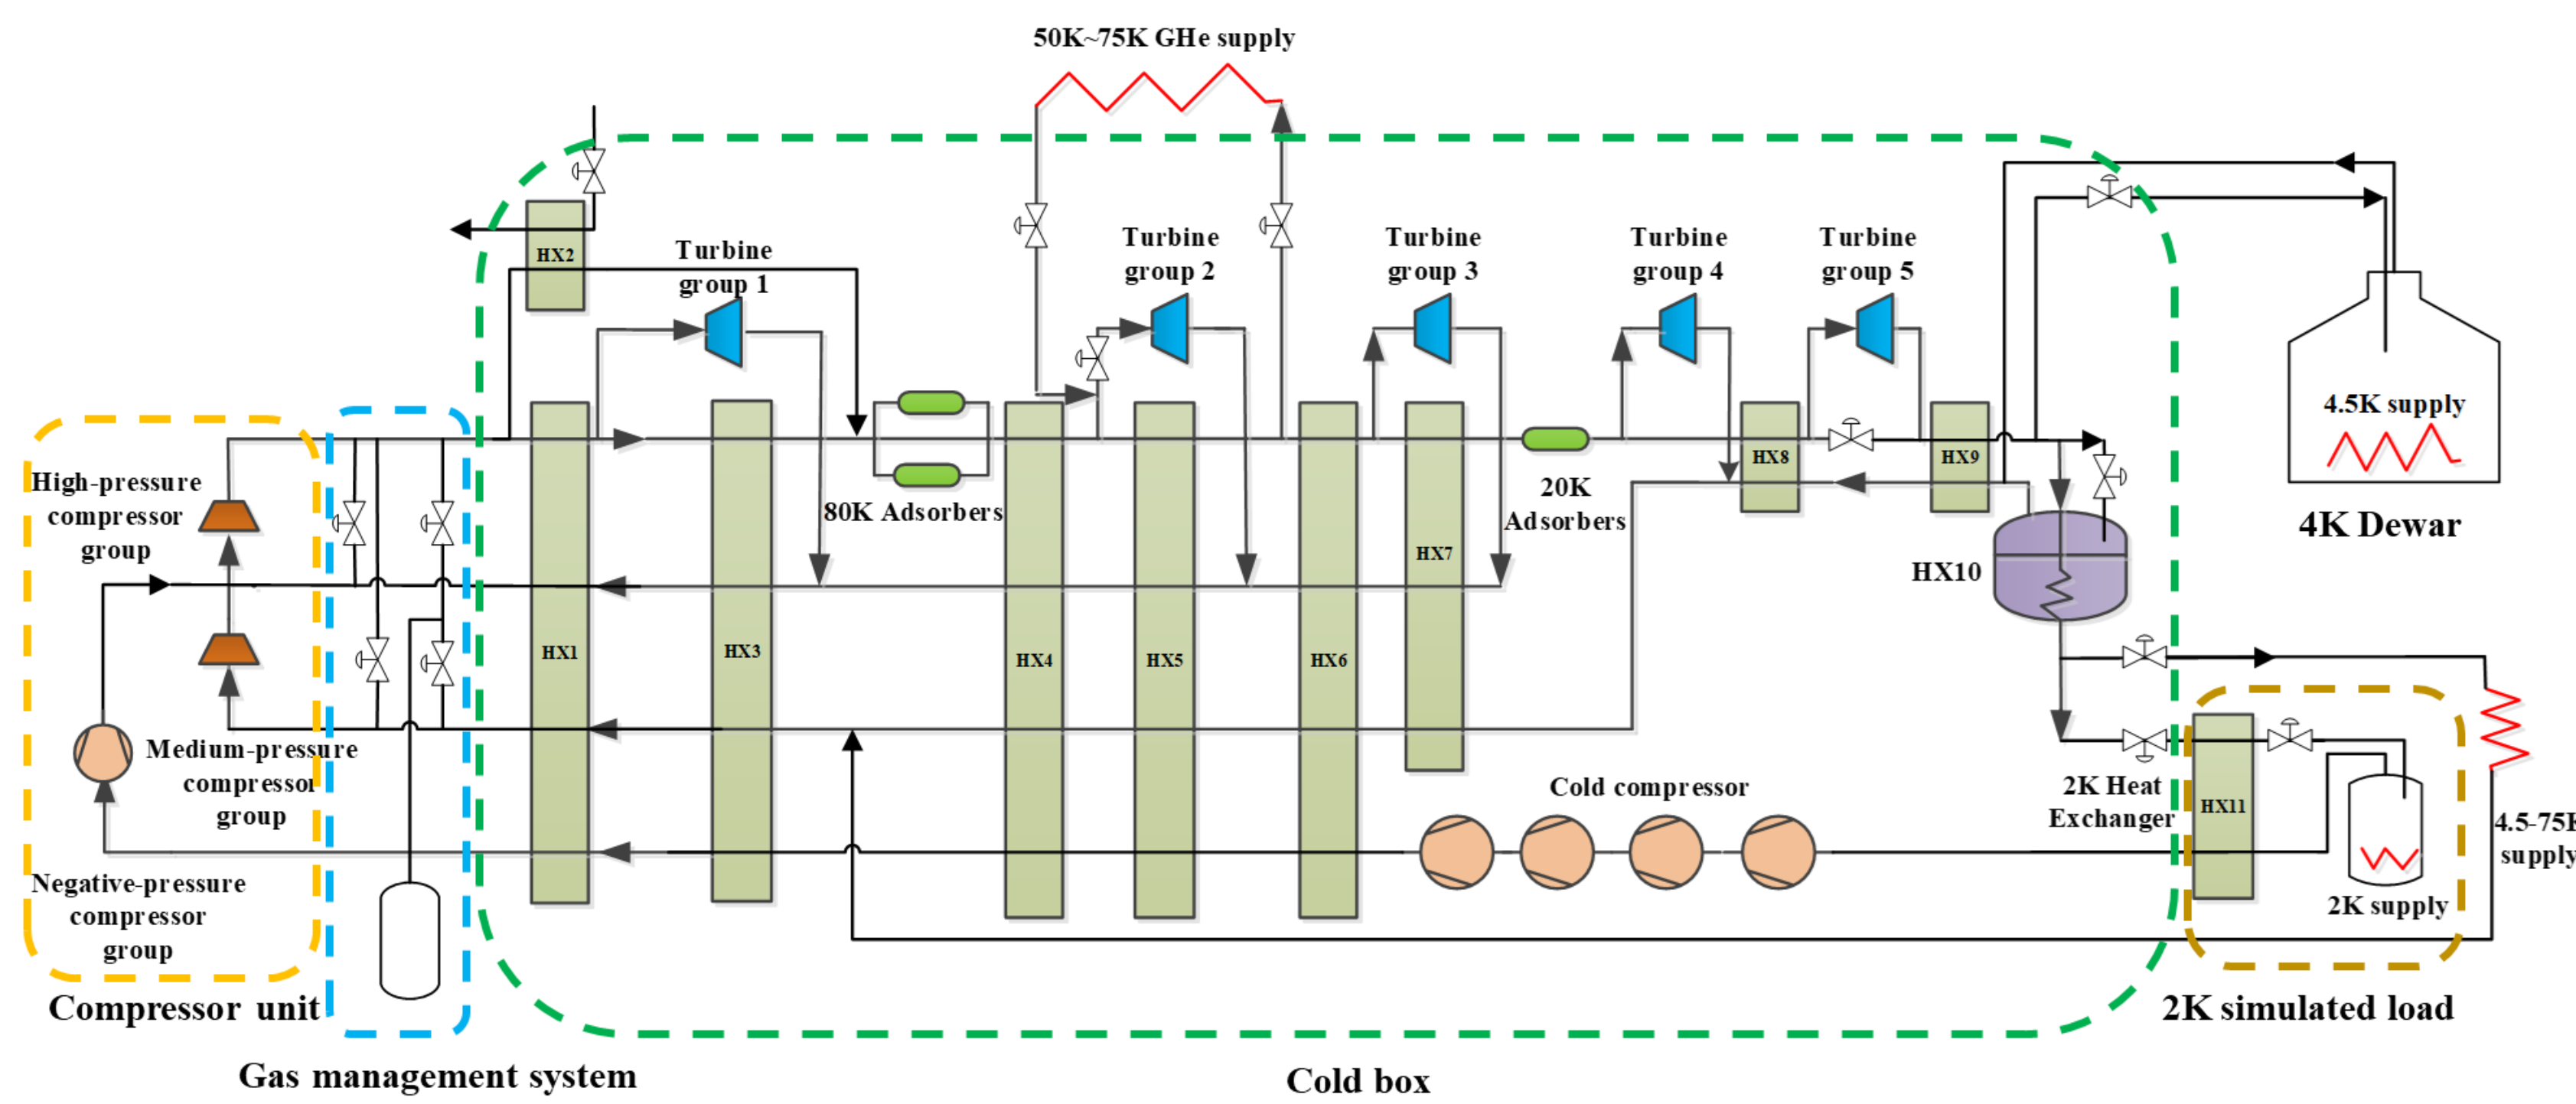 50K~75K GHe supply
HX2
Turbine
group 1
Turbine
group 2
Turbine
group 3
Turbine
group 4
Turbine
group 5
4.5K supply
4K Dewar
High-pressure
compressor
group
80K Adsorbers
20K
Adsorbers
HX8
HX9
HX7
HX10
HX1
HX3
HX4
HX5
HX6
Medium-pressure
compressor
group
Cold compressor
2K Heat
Exchanger
HX11
4.5-75K
supply
Negative-pressure
compressor
group
2K supply
Compressor unit
2K simulated load
Gas management system
Cold box